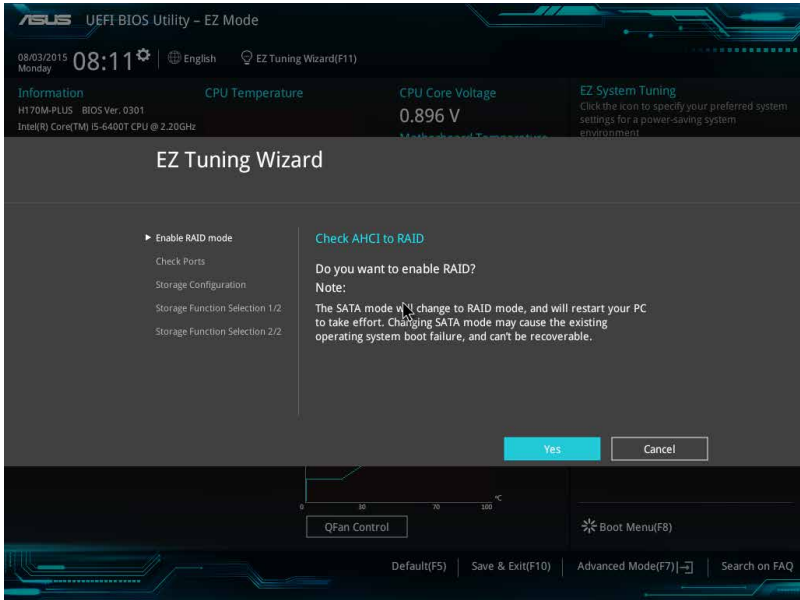 ASUS UEFI BIOS Utility – EZ Mode
08/03/2015
Monday
08:11
English
EZ Tuning Wizard(F11)
Information
H170M-PLUS BIOS Ver. 0301
Intel(R) Core(TM) i5-6400T CPU @ 2.20GHz
CPU Temperature
CPU Core Voltage
0.896 V
Motherboard Temperature
EZ System Tuning
Click the icon to specify your preferred system
settings for a power-saving system
environment
EZ Tuning Wizard
Enable RAID mode
Check Ports
Storage Configuration
Storage Function Selection 1/2
Storage Function Selection 2/2
Check AHCI to RAID
Do you want to enable RAID?
Note:
The SATA mode will change to RAID mode, and will restart your PC
to take effort. Changing SATA mode may cause the existing
operating system boot failure, and can't be recoverable.
Yes
Cancel
0 30 70 100 °C
QFan Control
Boot Menu(F8)
Default(F5)
Save & Exit(F10)
Advanced Mode(F7)
Search on FAQ